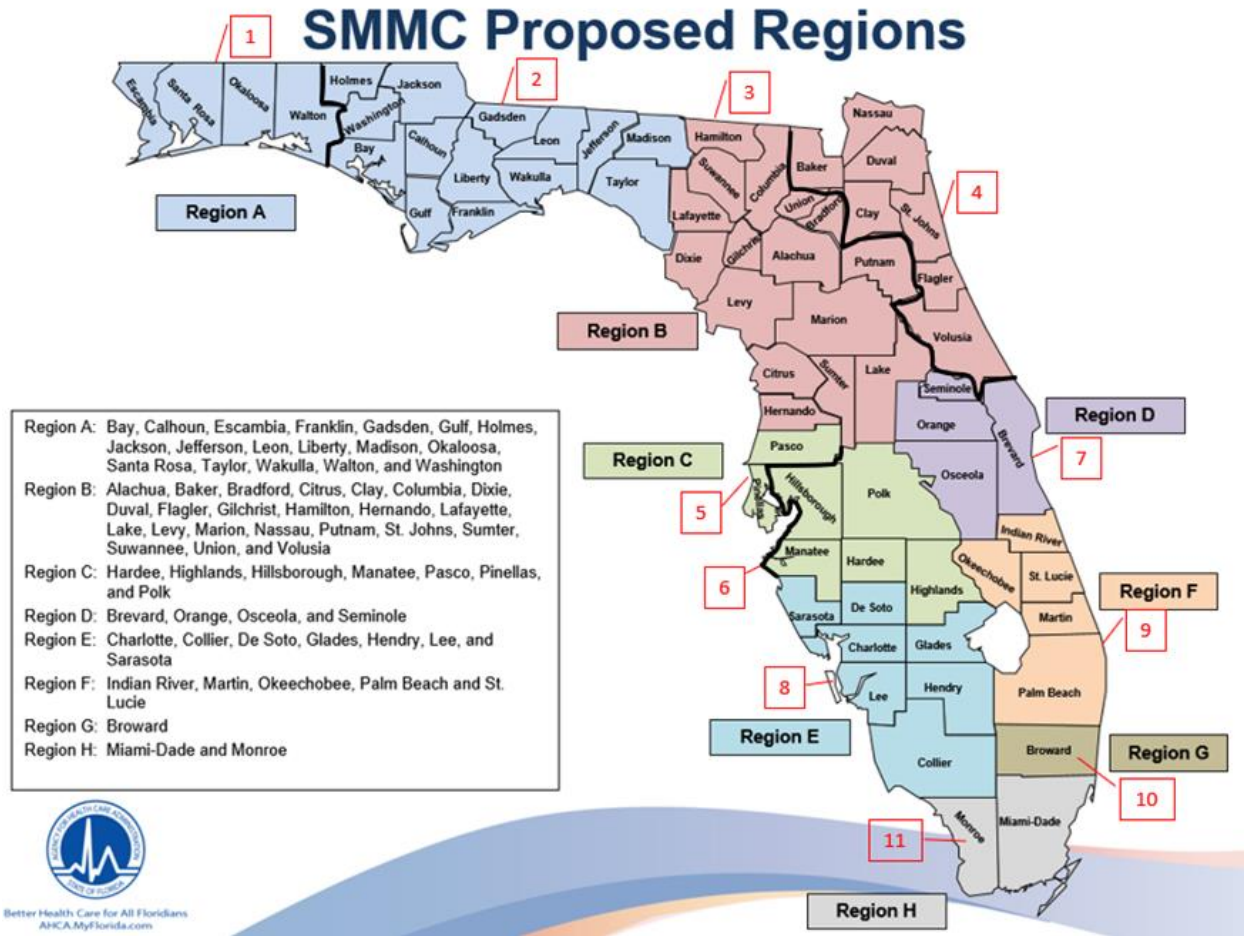 SMMC Proposed Regions
1
2
3
4
Escambia
Santa Rosa
Okaloosa
Walton
Holmes
Washington
Jackson
Bay
Calhoun
Gulf
Gadsden
Liberty
Franklin
Leon
Wakulla
Jefferson
Madison
Taylor
Hamilton
Suwannee
Columbia
Lafayette
Dixie
Gilchrist
Baker
Union
Bradford
Nassau
Duval
Clay
St. Johns
Alachua
Putnam
Flagler
Levy
Marion
Volusia
Citrus
Sumter
Lake
Hernando
Region A
Region B
Seminole
Orange
Brevard
Osceola
Region D
7
Pasco
Region C
5
Pinellas
Hillsborough
Polk
6
Manatee
Hardee
Highlands
Indian River
Okeechobee
St. Lucie
Martin
Region F
9
Sarasota
De Soto
Charlotte
Glades
8
Lee
Hendry
Palm Beach
Region E
Collier
Broward
Region G
10
Monroe
Miami-Dade
11
Region H
Region A: Bay, Calhoun, Escambia, Franklin, Gadsden, Gulf, Holmes,
Jackson, Jefferson, Leon, Liberty, Madison, Okaloosa,
Santa Rosa, Taylor, Wakulla, Walton, and Washington
Region B: Alachua, Baker, Bradford, Citrus, Clay, Columbia, Dixie,
Duval, Flagler, Gilchrist, Hamilton, Hernando, Lafayette,
Lake, Levy, Marion, Nassau, Putnam, St. Johns, Sumter,
Suwannee, Union, and Volusia
Region C: Hardee, Highlands, Hillsborough, Manatee, Pasco, Pinellas,
and Polk
Region D: Brevard, Orange, Osceola, and Seminole
Region E: Charlotte, Collier, De Soto, Glades, Hendry, Lee, and
Sarasota
Region F: Indian River, Martin, Okeechobee, Palm Beach and St.
Lucie
Region G: Broward
Region H: Miami-Dade and Monroe
AGENCY FOR HEALTH CARE ADMINISTRATION
STATE OF FLORIDA
Better Health Care for All Floridians
AHCA.MyFlorida.com